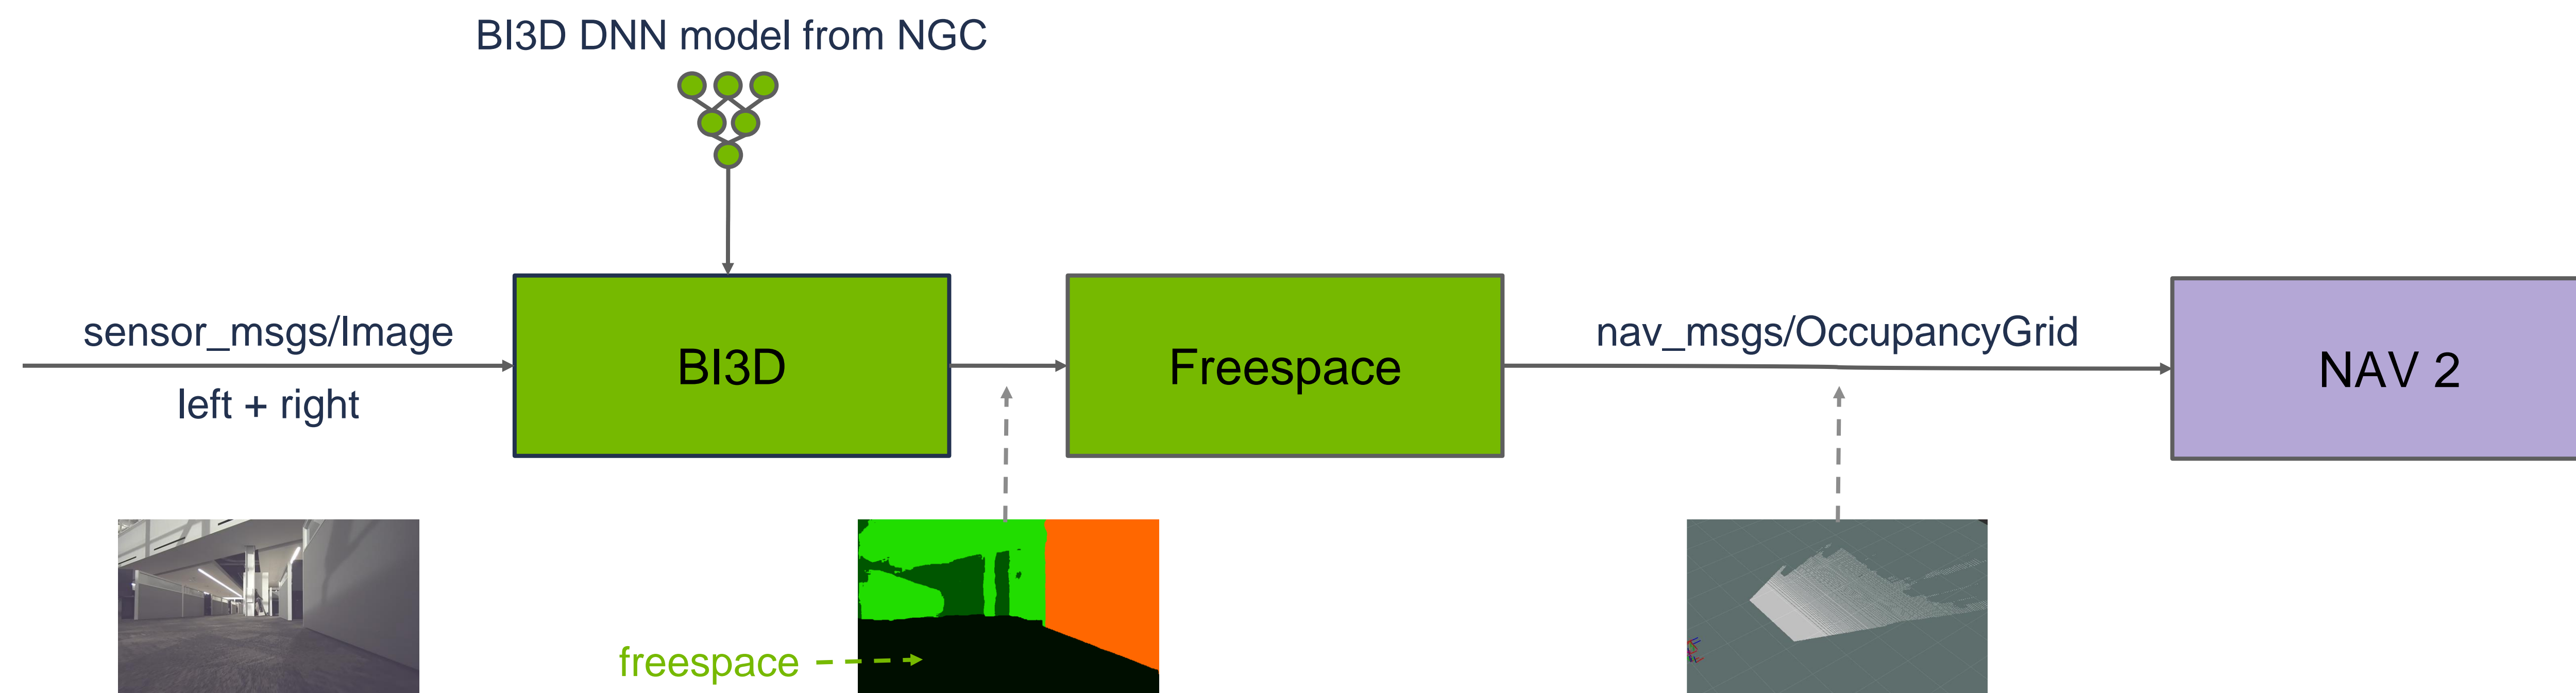 BI3D DNN model from NGC
sensor_msgs/Image
left + right
BI3D
Freespace
nav_msgs/OccupancyGrid
NAV 2
freespace